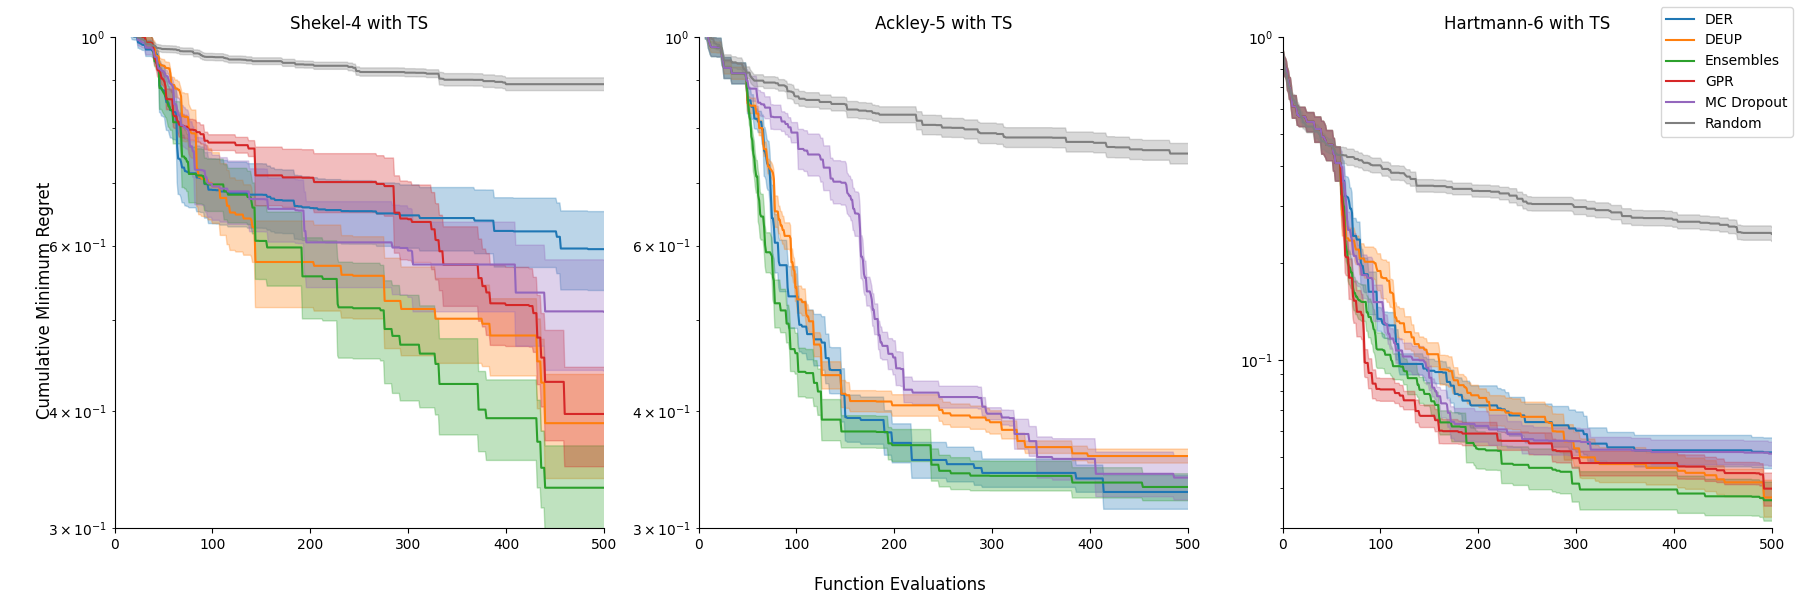 Shekel-4 with TS
Ackley-5 with TS
Hartmann-6 with TS
DER
DEUP
Ensembles
GPR
MC Dropout
Random
Cumulative Minimum Regret
10⁰
6 × 10⁻¹
4 × 10⁻¹
3 × 10⁻¹
0 100 200 300 400 500
10⁰
6 × 10⁻¹
4 × 10⁻¹
3 × 10⁻¹
0 100 200 300 400 500
10⁰
10⁻¹
0 100 200 300 400 500
Function Evaluations